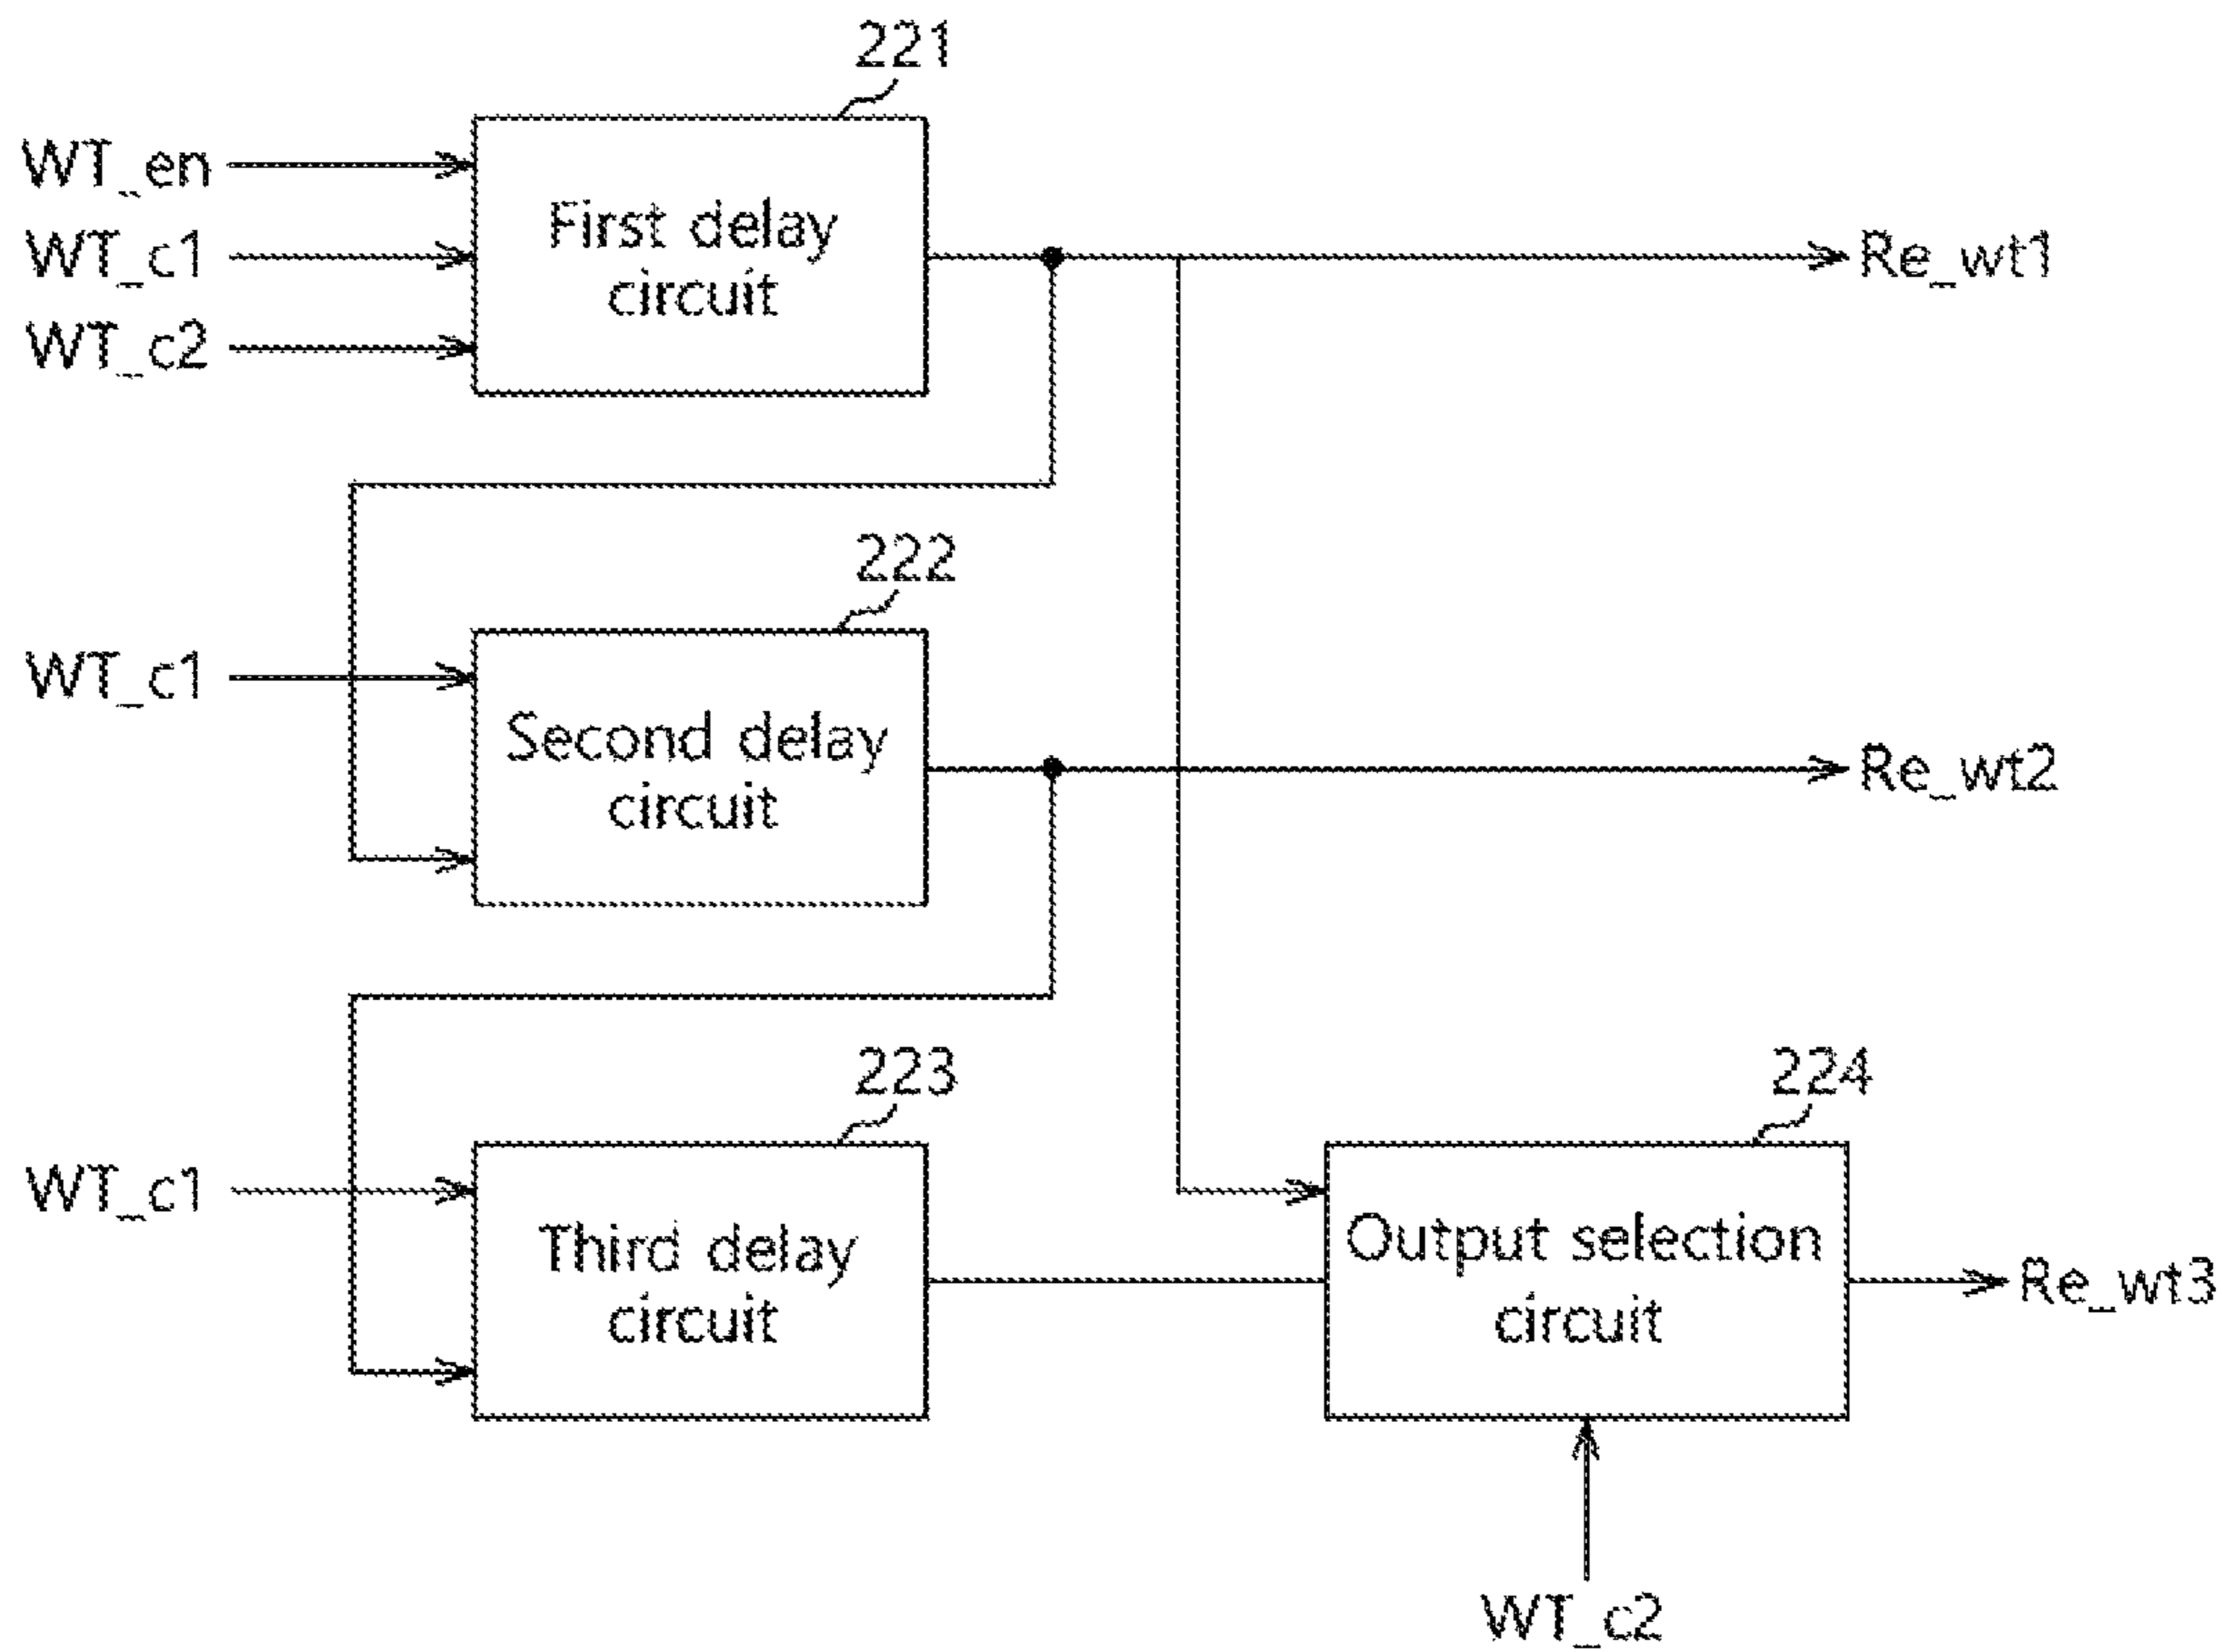 221
WT_en
WT_c1
WT_c2
First delay
circuit
Re_wt1
222
WT_c1
Second delay
circuit
Re_wt2
223
WT_c1
Third delay
circuit
224
Output selection
circuit
Re_wt3
WT_c2